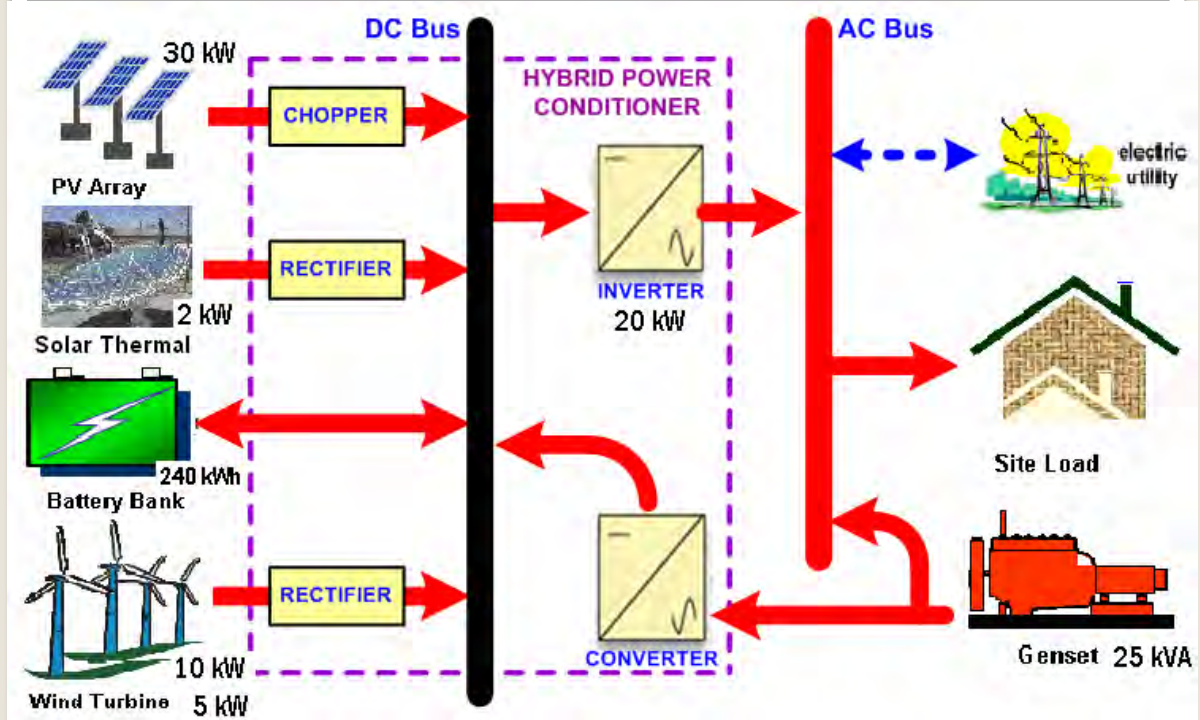 DC Bus
AC Bus
30 kW
HYBRID POWER
CONDITIONER
CHOPPER
PV Array
electric
utility
RECTIFIER
INVERTER
20 kW
2 kW
Solar Thermal
240 kWh
Battery Bank
Site Load
RECTIFIER
CONVERTER
10 kW
Wind Turbine 5 kW
Genset 25 kVA